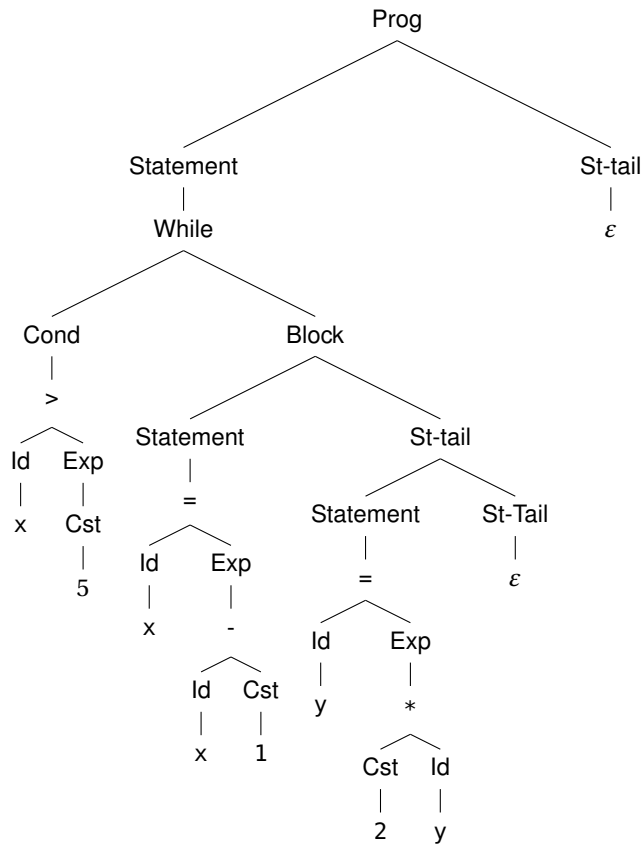 Prog
Statement St-tail
While ε
Cond Block
>
Statement St-tail
Id Exp
=
x Cst
Statement St-Tail
5
Id Exp
= ε
x -
Id Exp
Id Cst
y *
x 1
Cst Id
2 y